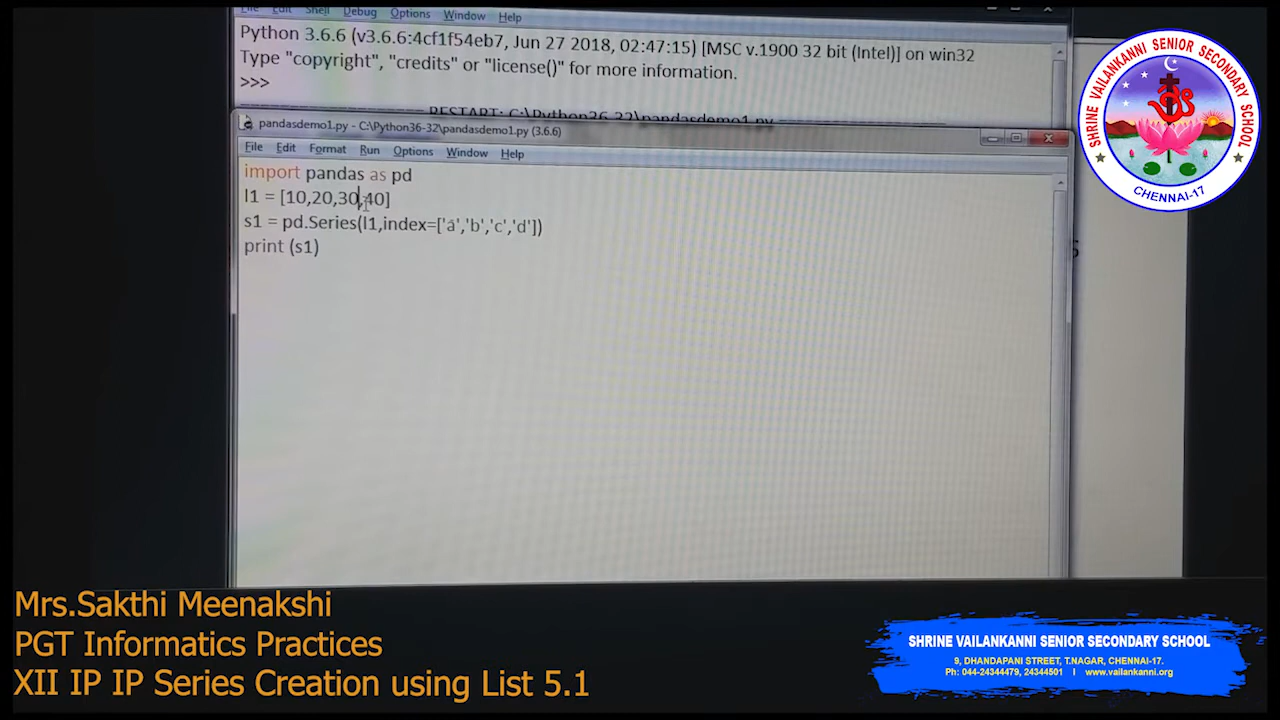 File Edit Shell Debug Options Window Help
Python 3.6.6 (v3.6.6:4cf1f54eb7, Jun 27 2018, 02:47:15) [MSC v.1900 32 bit (Intel)] on win32
Type "copyright", "credits" or "license()" for more information.
>>>
RESTART: C:\Python36-32\pandasdemo1.py
pandasdemo1.py - C:\Python36-32\pandasdemo1.py (3.6.6)
File Edit Format Run Options Window Help
import pandas as pd
l1 = [10,20,30,40]
s1 = pd.Series(l1,index=['a','b','c','d'])
print (s1)
SHRINE VAILANKANNI SENIOR SECONDARY SCHOOL
CHENNAI-17
Mrs.Sakthi Meenakshi
PGT Informatics Practices
XII IP IP Series Creation using List 5.1
SHRINE VAILANKANNI SENIOR SECONDARY SCHOOL
9, DHANDAPANI STREET, T.NAGAR, CHENNAI-17.
Ph: 044-24344479, 24344501 I www.vailankanni.org